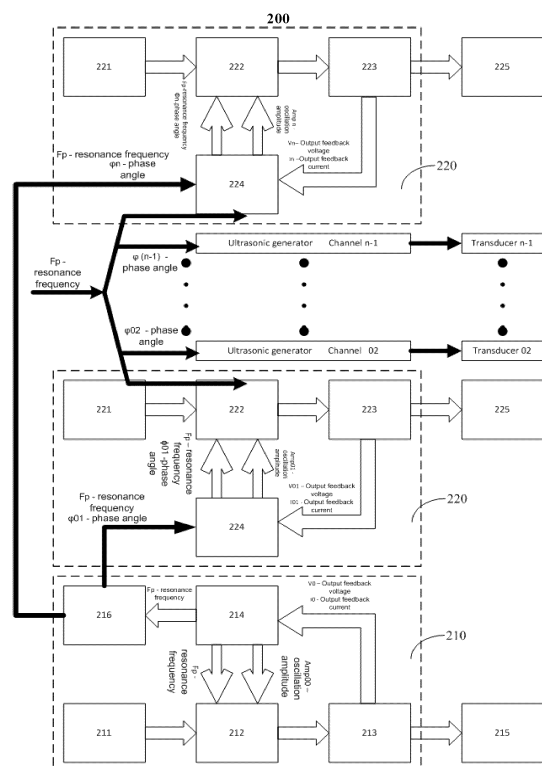 200
221
222
223
225
Fp-resonance frequency
φn-phase angle
Amp n
oscillation
amplitude
Vn– Output feedback
voltage
in –Output feedback
current
224
220
Fp - resonance frequency
φn - phase
angle
Fp -
resonance
frequency
φ (n-1) -
phase angle
Ultrasonic generator Channel n-1
Transducer n-1
φ02 - phase
angle
Ultrasonic generator Channel 02
Transducer 02
221
222
223
225
Fp – resonance
frequency
ϕ01 -phase
angle
Amp01 -
oscillation
amplitude
V01 – Output feedback
voltage
I01 - Output feedback
current
224
220
Fp - resonance
frequency
φ01 - phase angle
216
Fp - resonance
frequency
214
V0 – Output feedback
voltage
i0 - Output feedback
current
210
Fp -
resonance
frequency
Amp00 –
oscillation
amplitude
211
212
213
215